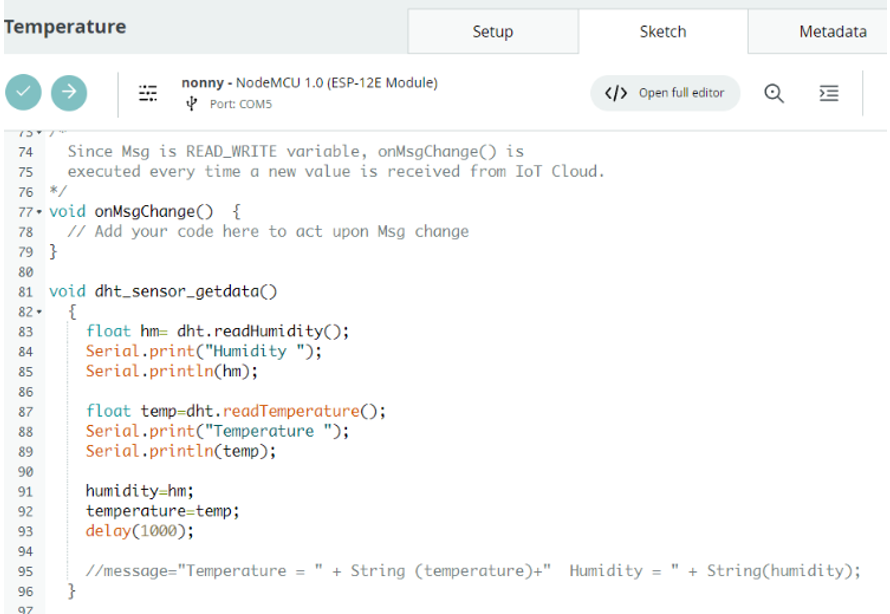 Temperature
Setup
Sketch
Metadata
nonny - NodeMCU 1.0 (ESP-12E Module)
Port: COM5
</> Open full editor
73 /*
74 Since Msg is READ_WRITE variable, onMsgChange() is
75 executed every time a new value is received from IoT Cloud.
76 */
77 void onMsgChange()  {
78 // Add your code here to act upon Msg change
79 }
80
81 void dht_sensor_getdata()
82 {
83 float hm= dht.readHumidity();
84 Serial.print("Humidity ");
85 Serial.println(hm);
86
87 float temp=dht.readTemperature();
88 Serial.print("Temperature ");
89 Serial.println(temp);
90
91 humidity=hm;
92 temperature=temp;
93 delay(1000);
94
95 //message="Temperature = " + String (temperature)+"  Humidity = " + String(humidity);
96 }
97